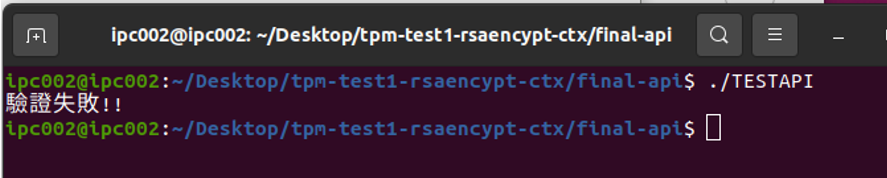 ipc002@ipc002: ~/Desktop/tpm-test1-rsaencypt-ctx/final-api
ipc002@ipc002:~/Desktop/tpm-test1-rsaencypt-ctx/final-api$ ./TESTAPI
驗證失敗!!
ipc002@ipc002:~/Desktop/tpm-test1-rsaencypt-ctx/final-api$